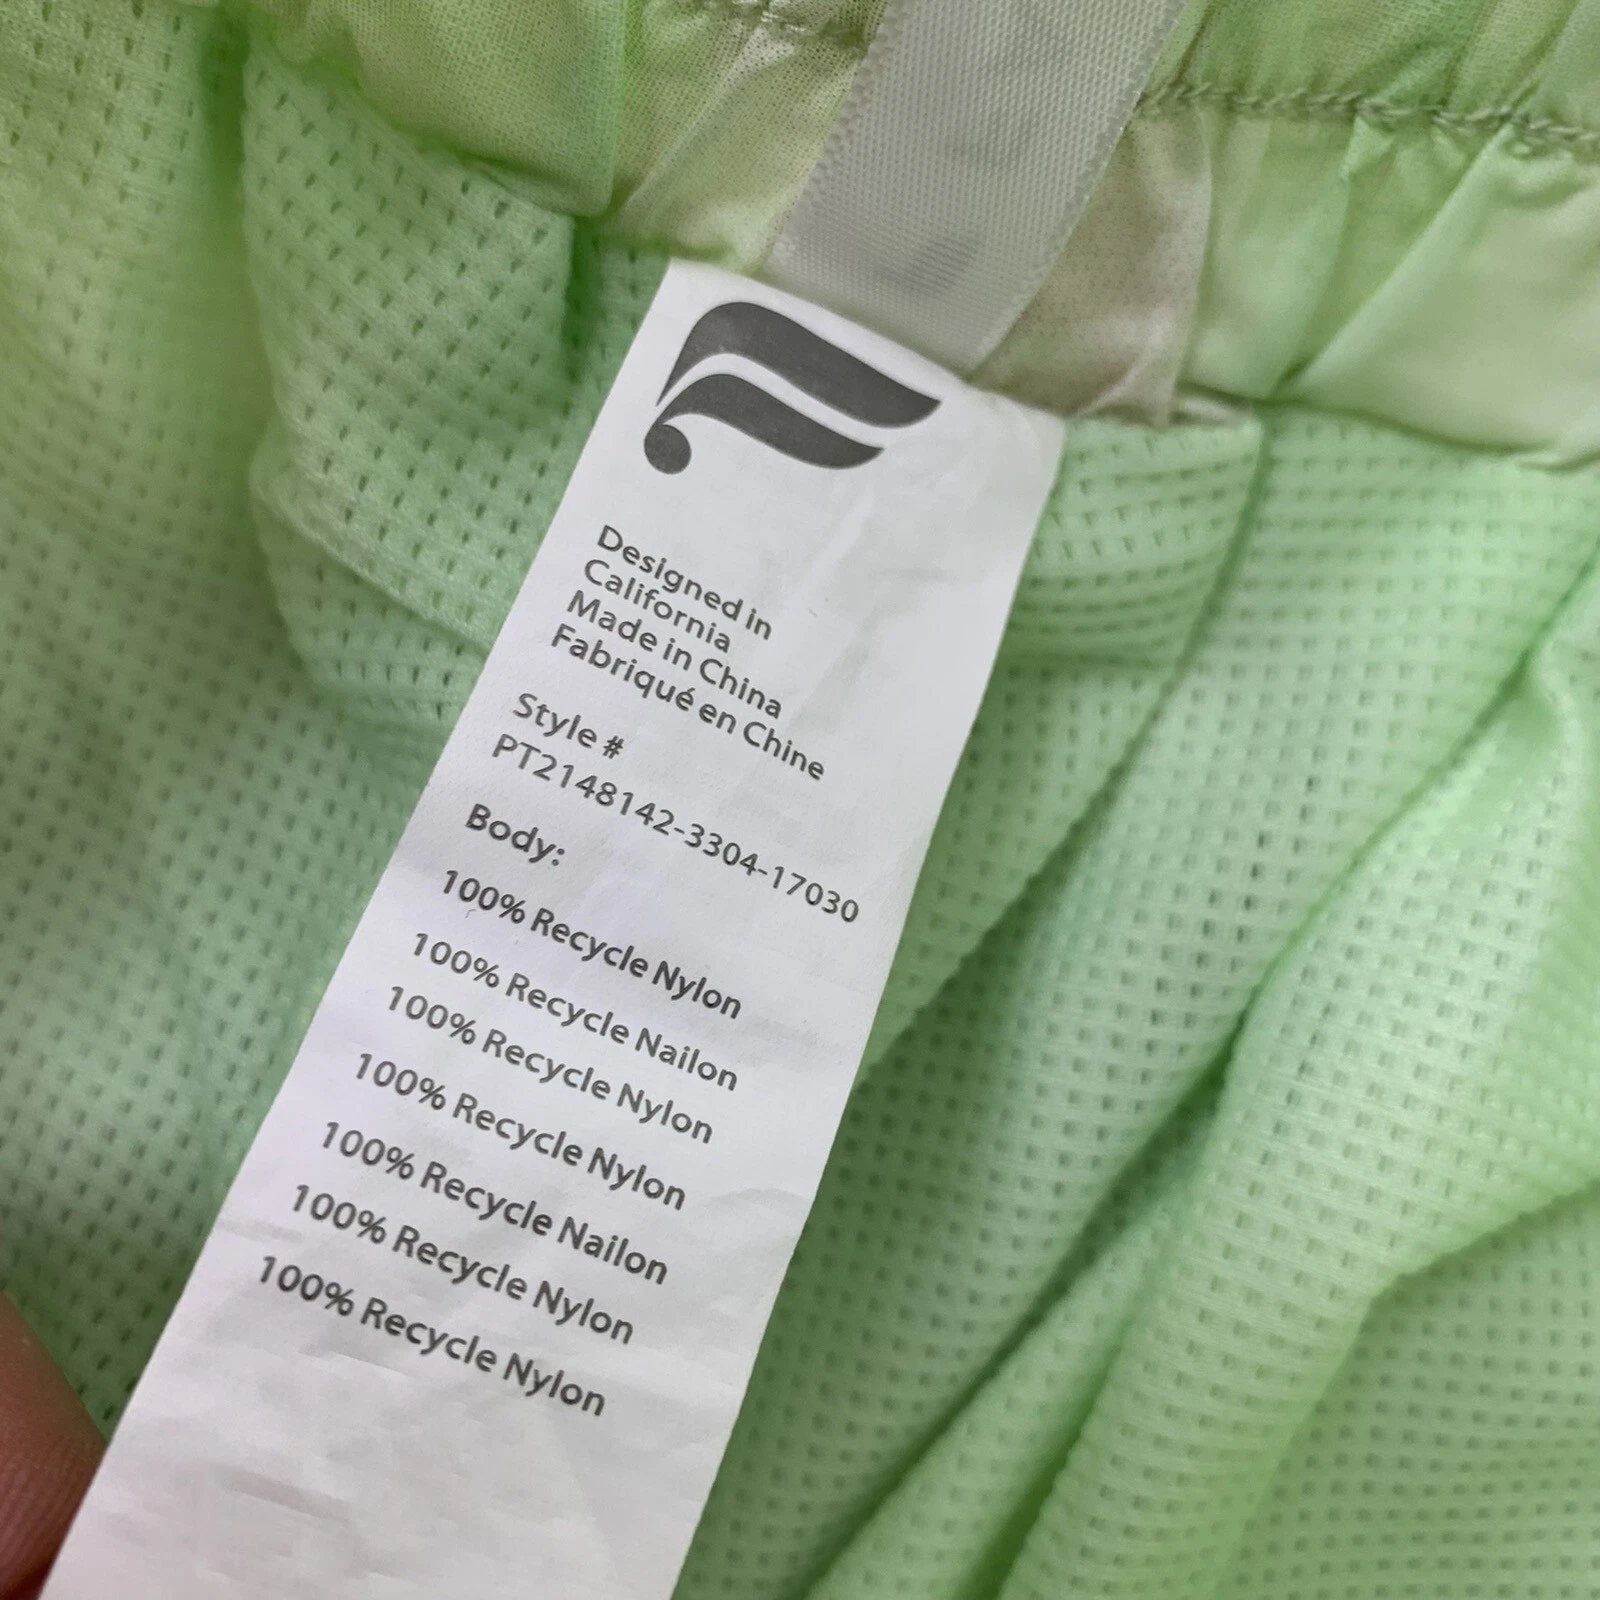 Designed in
California
Made in China
Fabriqué en Chine
Style #
PT2148142-3304-17030
Body:
100% Recycle Nylon
100% Recycle Nailon
100% Recycle Nylon
100% Recycle Nylon
100% Recycle Nailon
100% Recycle Nylon
100% Recycle Nylon